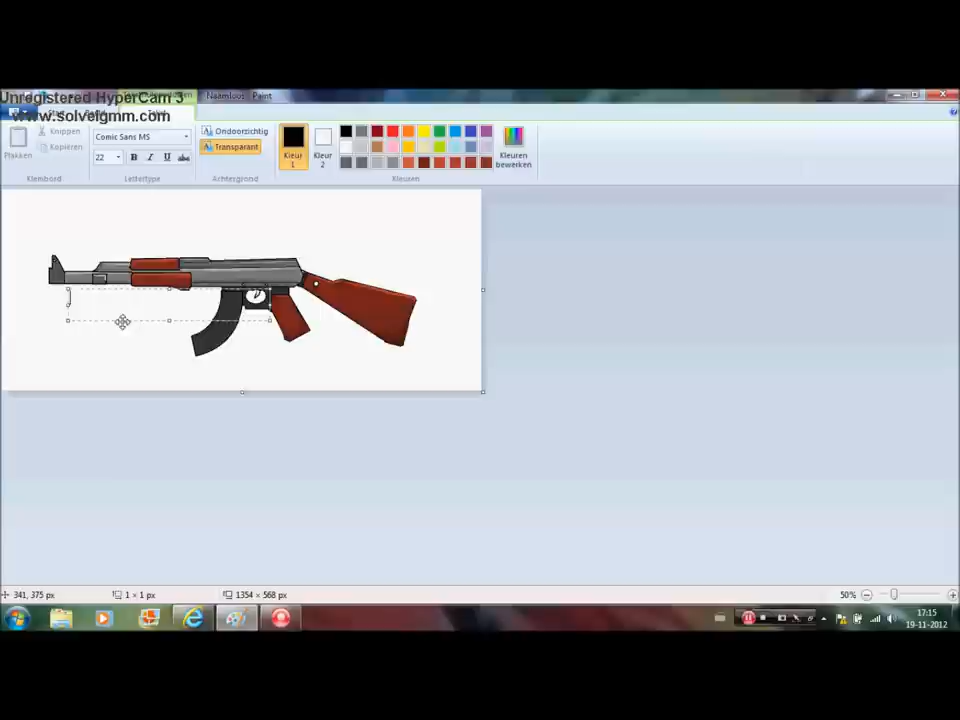 Unregistered HyperCam 3
www.solveigmm.com
Naamloos - Paint
Plakken
Knippen
Kopiëren
Klembord
Comic Sans MS
22
B I U abc
Lettertype
Ondoorzichtig
Transparant
Achtergrond
Kleur
1
Kleur
2
Kleuren
Kleuren
bewerken
341, 375 px
1 × 1 px
1354 × 568 px
50%
17:15
19-11-2012